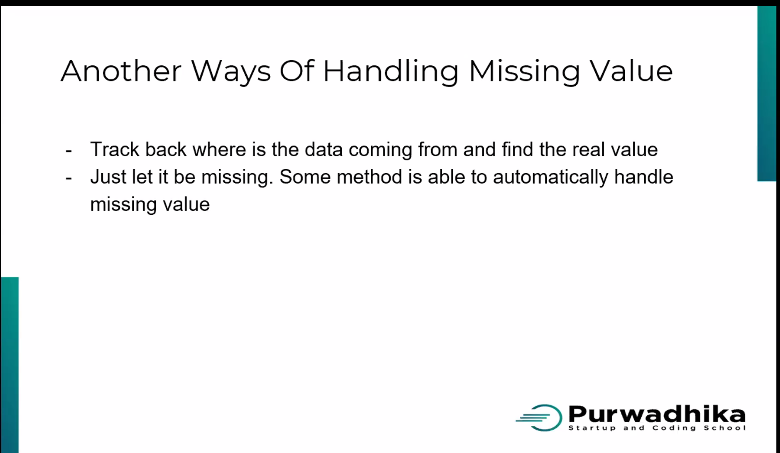 Another Ways Of Handling Missing Value
- Track back where is the data coming from and find the real value
- Just let it be missing. Some method is able to automatically handle
missing value
Purwadhika
Startup and Coding School